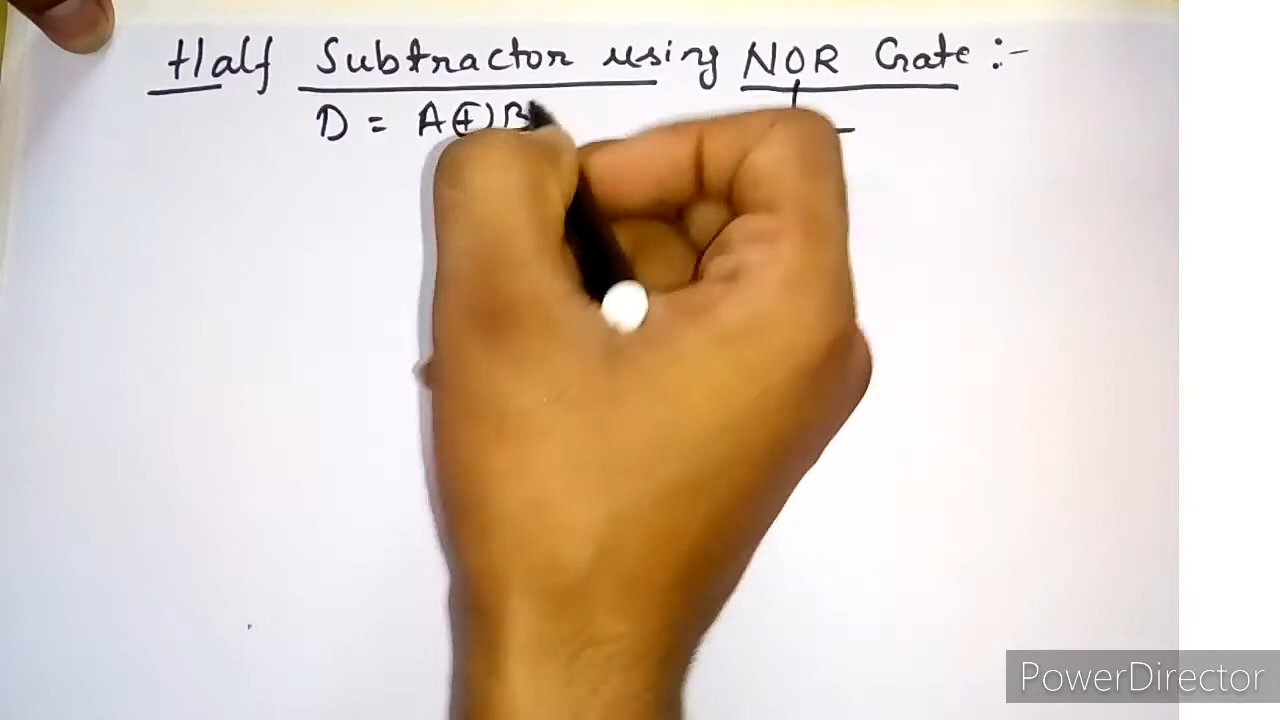 Half Subtractor using NOR Gate :-
D = A ⊕ B
PowerDirector